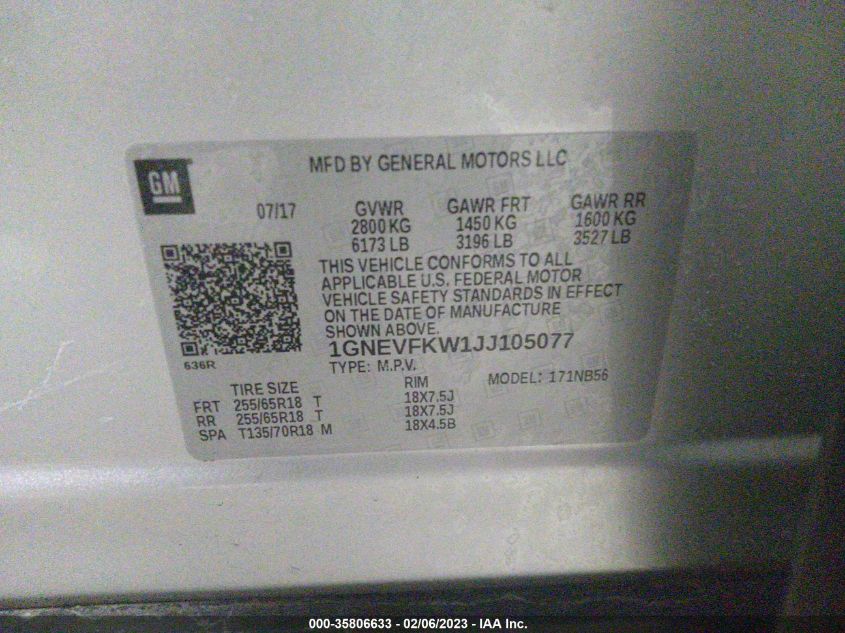 GM
MFD BY GENERAL MOTORS LLC
07/17 GVWR GAWR FRT GAWR RR
2800 KG 1450 KG 1600 KG
6173 LB 3196 LB 3527 LB
THIS VEHICLE CONFORMS TO ALL
APPLICABLE U.S. FEDERAL MOTOR
VEHICLE SAFETY STANDARDS IN EFFECT
ON THE DATE OF MANUFACTURE
SHOWN ABOVE.
1GNEVFKW1JJ105077
636R
TYPE: M.P.V.
TIRE SIZE RIM MODEL: 171NB56
FRT 255/65R18 T 18X7.5J
RR 255/65R18 T 18X7.5J
SPA T135/70R18 M 18X4.5B
000-35806633 - 02/06/2023 - IAA Inc.